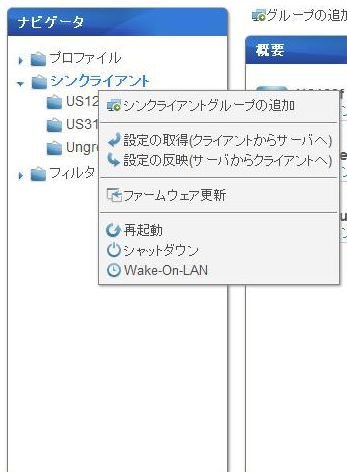 ナビゲータ
グループの追加
プロファイル
概要
シンクライアント
US12
シンクライアントグループの追加
US31
設定の取得(クライアントからサーバへ)
Ungr
設定の反映(サーバからクライアントへ)
フィルタ
ファームウェア更新
再起動
シャットダウン
Wake-On-LAN